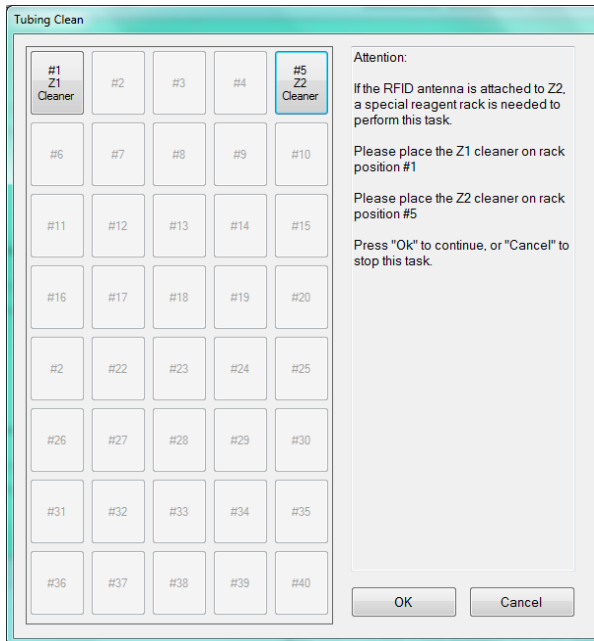 Tubing Clean
#1
Z1
Cleaner
#2
#3
#4
#5
Z2
Cleaner
#6
#7
#8
#9
#10
#11
#12
#13
#14
#15
#16
#17
#18
#19
#20
#2
#22
#23
#24
#25
#26
#27
#28
#29
#30
#31
#32
#33
#34
#35
#36
#37
#38
#39
#40
Attention:
If the RFID antenna is attached to Z2,
a special reagent rack is needed to
perform this task.
Please place the Z1 cleaner on rack
position #1
Please place the Z2 cleaner on rack
position #5
Press "Ok" to continue, or "Cancel" to
stop this task.
OK
Cancel